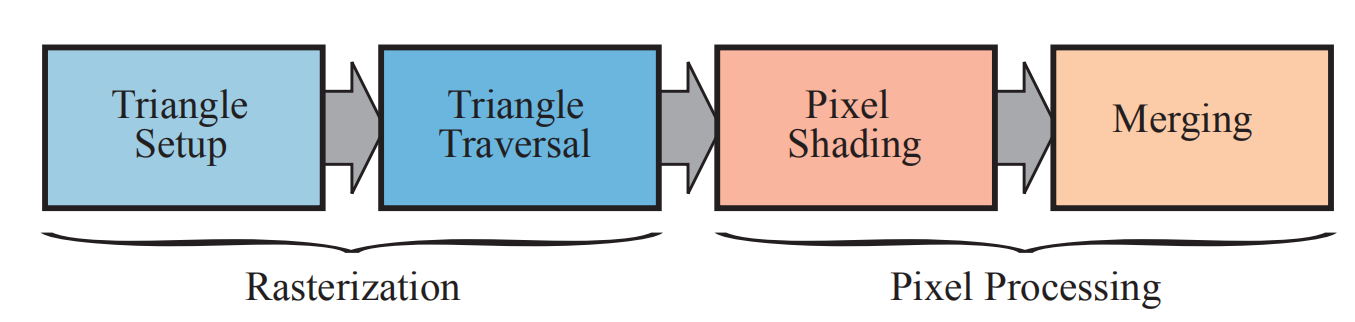 Triangle
Setup
Triangle
Traversal
Pixel
Shading
Merging
Rasterization
Pixel Processing